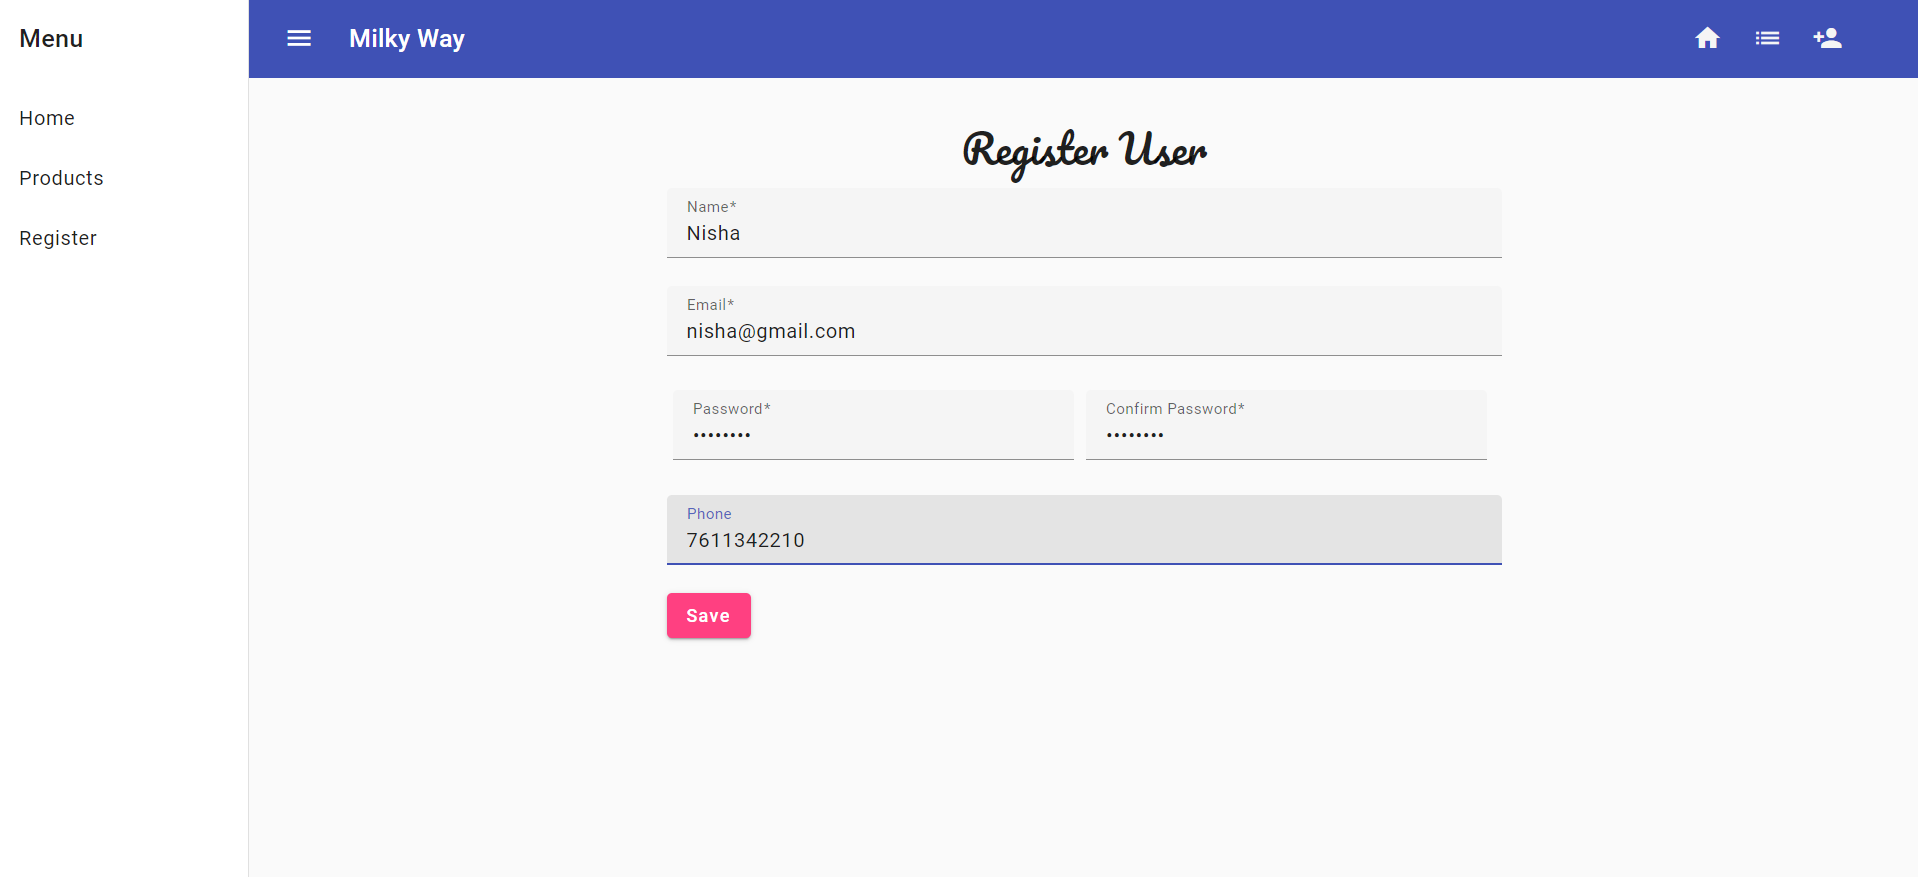 Menu
Home
Products
Register
Milky Way
Register User
Name*
Nisha
Email*
nisha@gmail.com
Password* Confirm Password*
•••••••• ••••••••
Phone
7611342210
Save